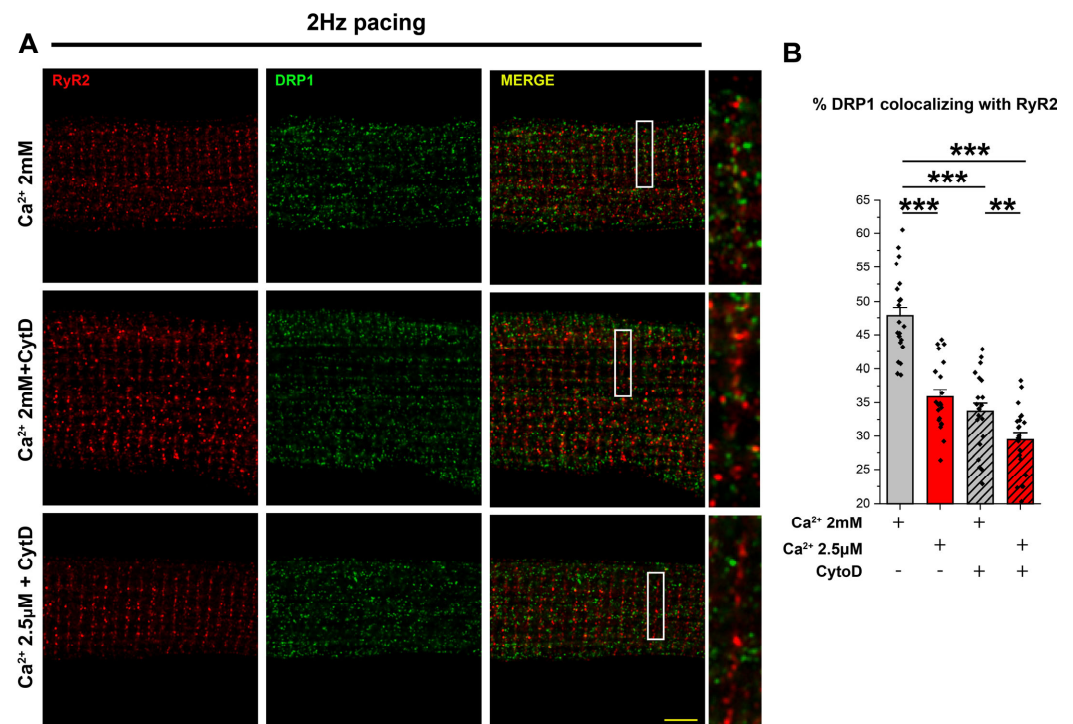 A
2Hz pacing
RyR2
DRP1
MERGE
Ca²⁺ 2mM
Ca²⁺ 2mM+CytD
Ca²⁺ 2.5µM + CytD
B
% DRP1 colocalizing with RyR2
***
***
*** **
65
60
55
50
45
40
35
30
25
20
Ca²⁺ 2mM + +
Ca²⁺ 2.5µM + +
CytoD - - + +